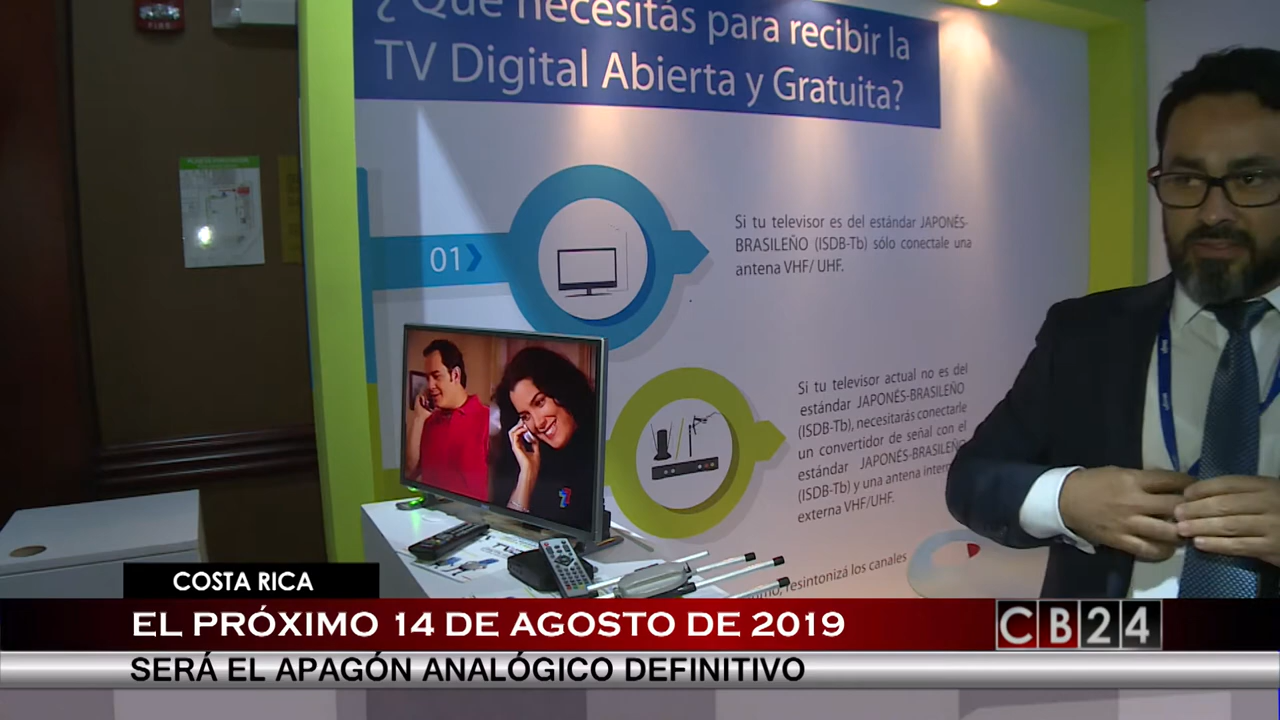 ¿Qué necesitás para recibir la
TV Digital Abierta y Gratuita?
01
Si tu televisor es del estándar JAPONÉS-
BRASILEÑO (ISDB-Tb) sólo conectale una
antena VHF/ UHF.
Si tu televisor actual no es del
estándar JAPONÉS-BRASILEÑO
(ISDB-Tb), necesitarás conectarle
un convertidor de señal con el
estándar JAPONÉS-BRASILEÑO
(ISDB-Tb) y una antena
externa VHF/UHF.
resintonizá los canales
FIRE
7
COSTA RICA
EL PRÓXIMO 14 DE AGOSTO DE 2019
SERÁ EL APAGÓN ANALÓGICO DEFINITIVO
CB24